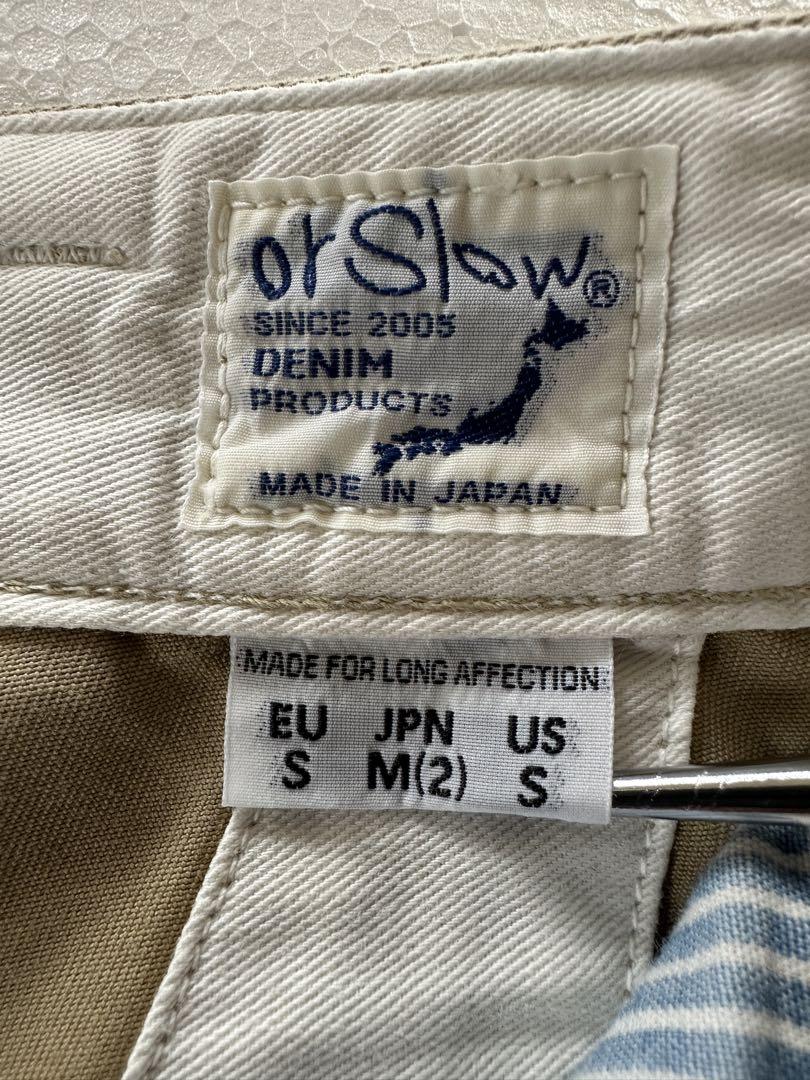 orSlow®
SINCE 2005
DENIM
PRODUCTS
MADE IN JAPAN
MADE FOR LONG AFFECTION
EU JPN US
S M(2) S